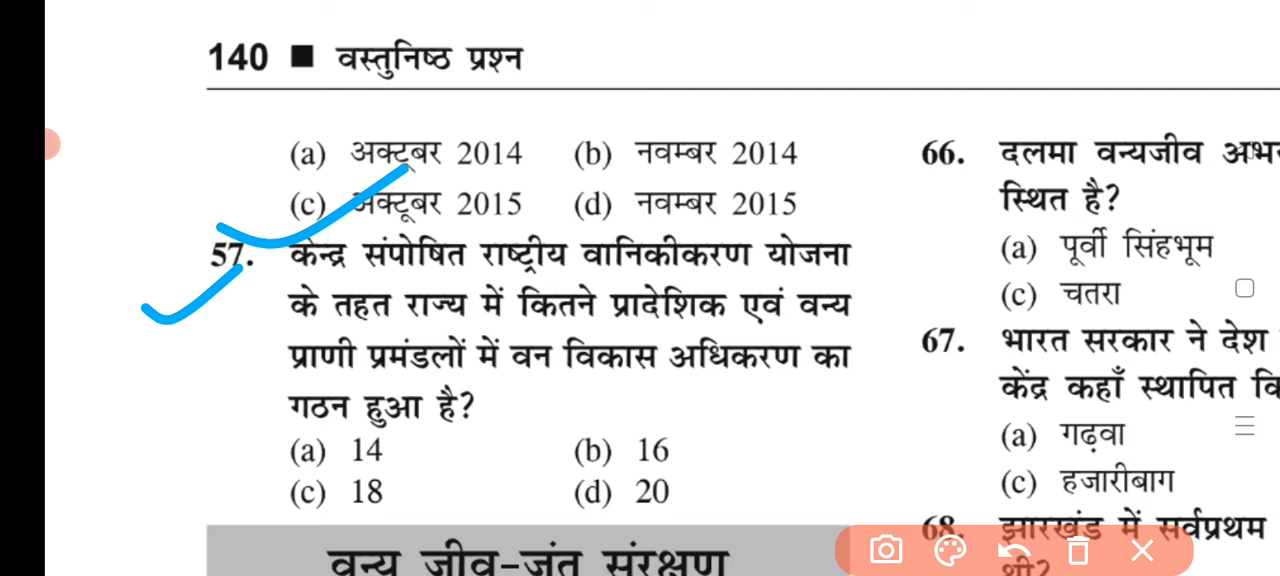 140 ■ वस्तुनिष्ठ प्रश्न
(a) अक्टूबर 2014 (b) नवम्बर 2014
(c) अक्टूबर 2015 (d) नवम्बर 2015
57. केन्द्र संपोषित राष्ट्रीय वानिकीकरण योजना
के तहत राज्य में कितने प्रादेशिक एवं वन्य
प्राणी प्रमंडलों में वन विकास अधिकरण का
गठन हुआ है?
(a) 14 (b) 16
(c) 18 (d) 20
वन्य जीव-जंतु संरक्षण
66. दलमा वन्यजीव
स्थित है?
(a) पूर्वी सिंहभूम
(c) चतरा
67. भारत सरकार ने देश
केंद्र कहाँ स्थापित
(a) गढ़वा
(c) हजारीबाग
68. झारखंड में सर्वप्रथम
थी?